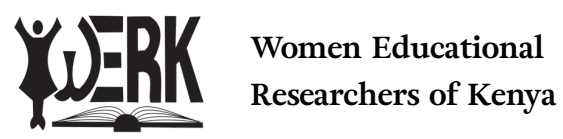 WERK
Women Educational
Researchers of Kenya